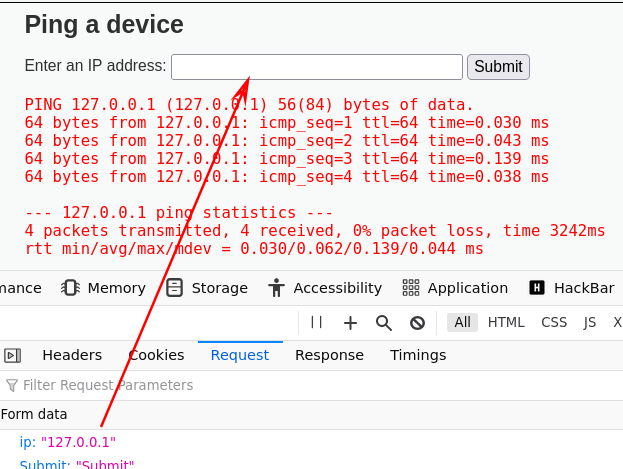 Ping a device
Enter an IP address: Submit
PING 127.0.0.1 (127.0.0.1) 56(84) bytes of data.
64 bytes from 127.0.0.1: icmp_seq=1 ttl=64 time=0.030 ms
64 bytes from 127.0.0.1: icmp_seq=2 ttl=64 time=0.043 ms
64 bytes from 127.0.0.1: icmp_seq=3 ttl=64 time=0.139 ms
64 bytes from 127.0.0.1: icmp_seq=4 ttl=64 time=0.038 ms
--- 127.0.0.1 ping statistics ---
4 packets transmitted, 4 received, 0% packet loss, time 3242ms
rtt min/avg/max/mdev = 0.030/0.062/0.139/0.044 ms
mance Memory Storage Accessibility Application H HackBar
All HTML CSS JS X
Headers Cookies Request Response Timings
Filter Request Parameters
Form data
ip: "127.0.0.1"
Submit: "Submit"